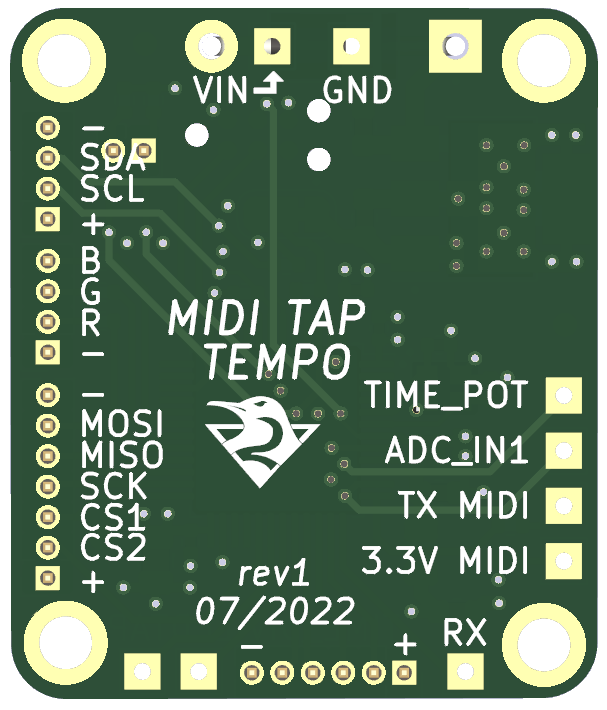 VIN GND
-
SDA
SCL
+
B
G
R
-
MIDI TAP
TEMPO
-
MOSI
MISO
SCK
CS1
CS2
+
TIME_POT
ADC_IN1
TX MIDI
3.3V MIDI
rev1
07/2022
- +
RX